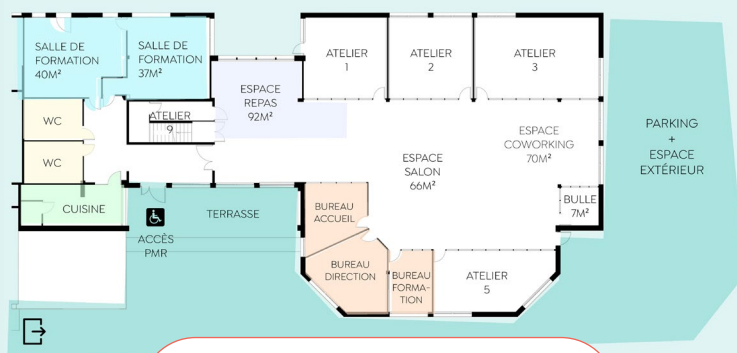 SALLE DE
FORMATION
40M²
SALLE DE
FORMATION
37M²
ATELIER
1
ATELIER
2
ATELIER
3
ESPACE
REPAS
92M²
WC
ATELIER
9
WC
CUISINE
ESPACE
COWORKING
70M²
ESPACE
SALON
66M²
PARKING
+
ESPACE
EXTÉRIEUR
BULLE
7M²
BUREAU
ACCUEIL
TERRASSE
ACCÈS
PMR
BUREAU
DIRECTION
BUREAU
FORMA-
TION
ATELIER
5